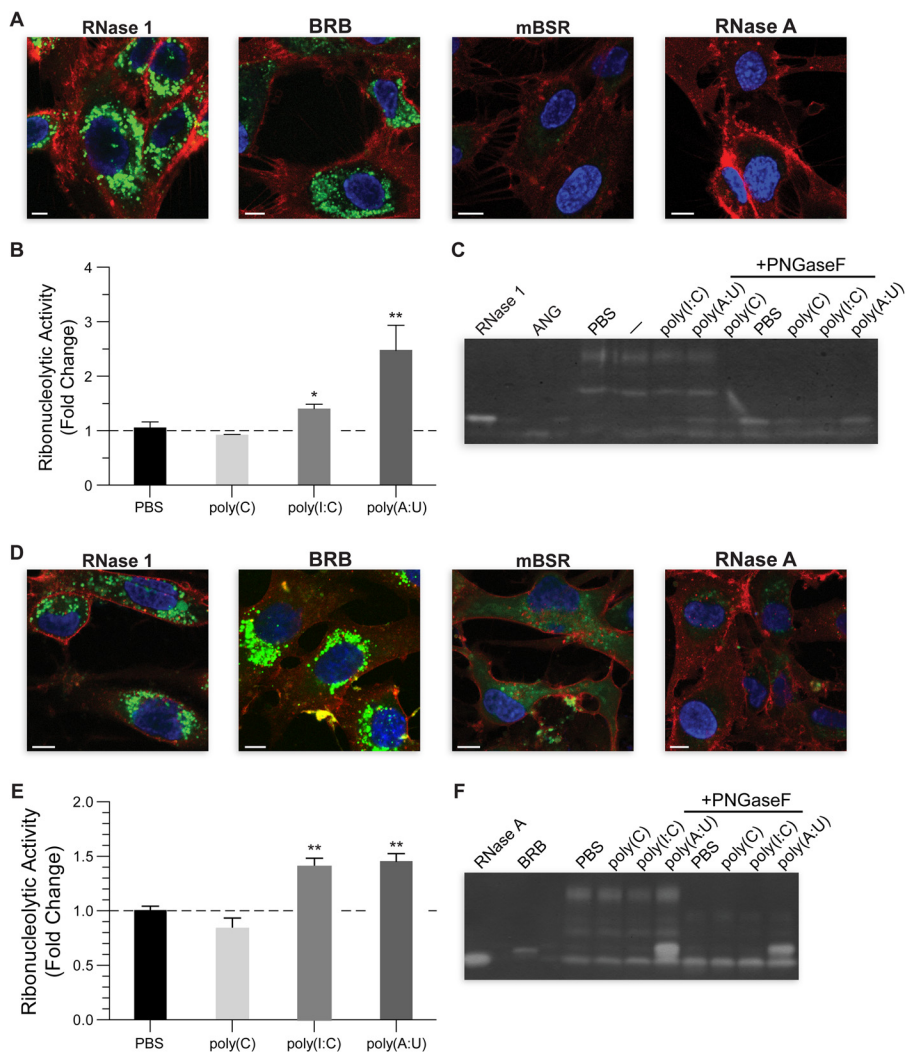 A
RNase 1
BRB
mBSR
RNase A
B
Ribonucleolytic Activity
(Fold Change)
4
3
2
1
0
PBS
poly(C)
poly(I:C)
poly(A:U)
*
**
C
+PNGaseF
RNase 1
ANG
PBS
—
poly(I:C)
poly(A:U)
poly(C)
PBS
poly(C)
poly(I:C)
poly(A:U)
D
RNase 1
BRB
mBSR
RNase A
E
Ribonucleolytic Activity
(Fold Change)
2.0
1.5
1.0
0.5
0.0
PBS
poly(C)
poly(I:C)
poly(A:U)
**
**
F
+PNGaseF
RNase A
BRB
PBS
poly(C)
poly(I:C)
poly(A:U)
PBS
poly(C)
poly(I:C)
poly(A:U)